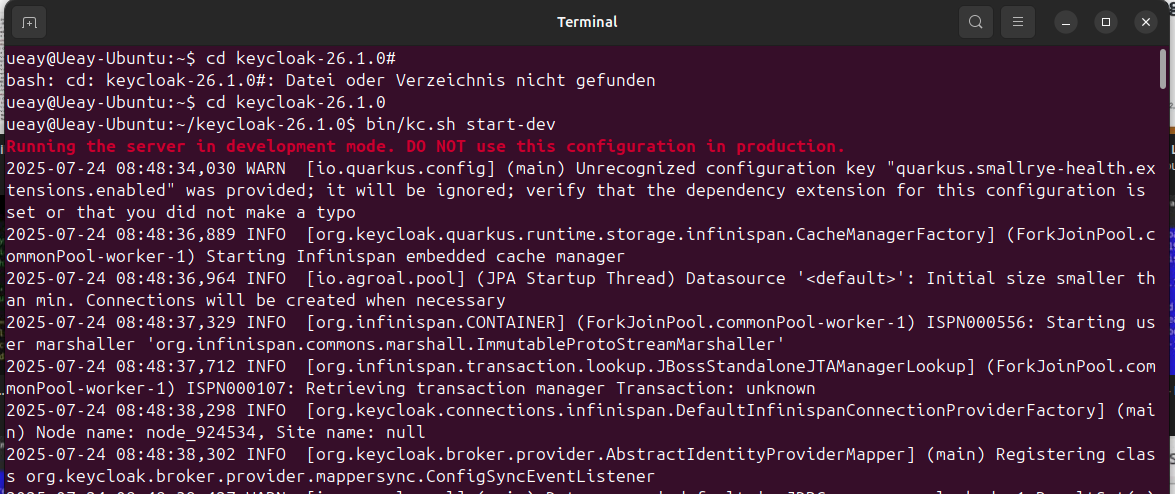 Terminal
ueay@Ueay-Ubuntu:~$ cd keycloak-26.1.0#
bash: cd: keycloak-26.1.0#: Datei oder Verzeichnis nicht gefunden
ueay@Ueay-Ubuntu:~$ cd keycloak-26.1.0
ueay@Ueay-Ubuntu:~/keycloak-26.1.0$ bin/kc.sh start-dev
Running the server in development mode. DO NOT use this configuration in production.
2025-07-24 08:48:34,030 WARN  [io.quarkus.config] (main) Unrecognized configuration key "quarkus.smallrye-health.ex
tensions.enabled" was provided; it will be ignored; verify that the dependency extension for this configuration is
set or that you did not make a typo
2025-07-24 08:48:36,889 INFO  [org.keycloak.quarkus.runtime.storage.infinispan.CacheManagerFactory] (ForkJoinPool.c
ommonPool-worker-1) Starting Infinispan embedded cache manager
2025-07-24 08:48:36,964 INFO  [io.agroal.pool] (JPA Startup Thread) Datasource '<default>': Initial size smaller th
an min. Connections will be created when necessary
2025-07-24 08:48:37,329 INFO  [org.infinispan.CONTAINER] (ForkJoinPool.commonPool-worker-1) ISPN000556: Starting us
er marshaller 'org.infinispan.commons.marshall.ImmutableProtoStreamMarshaller'
2025-07-24 08:48:37,712 INFO  [org.infinispan.transaction.lookup.JBossStandaloneJTAManagerLookup] (ForkJoinPool.com
monPool-worker-1) ISPN000107: Retrieving transaction manager Transaction: unknown
2025-07-24 08:48:38,298 INFO  [org.keycloak.connections.infinispan.DefaultInfinispanConnectionProviderFactory] (mai
n) Node name: node_924534, Site name: null
2025-07-24 08:48:38,302 INFO  [org.keycloak.broker.provider.AbstractIdentityProviderMapper] (main) Registering clas
s org.keycloak.broker.provider.mappersync.ConfigSyncEventListener